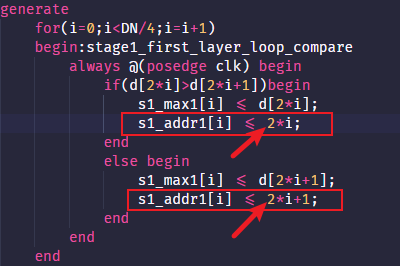 generate
for(i=0;i<DN/4;i=i+1)
begin:stage1_first_layer_loop_compare
always @(posedge clk) begin
if(d[2*i]>d[2*i+1])begin
s1_max1[i] <= d[2*i];
s1_addr1[i] <= 2*i;
end
else begin
s1_max1[i] <= d[2*i+1];
s1_addr1[i] <= 2*i+1;
end
end
end